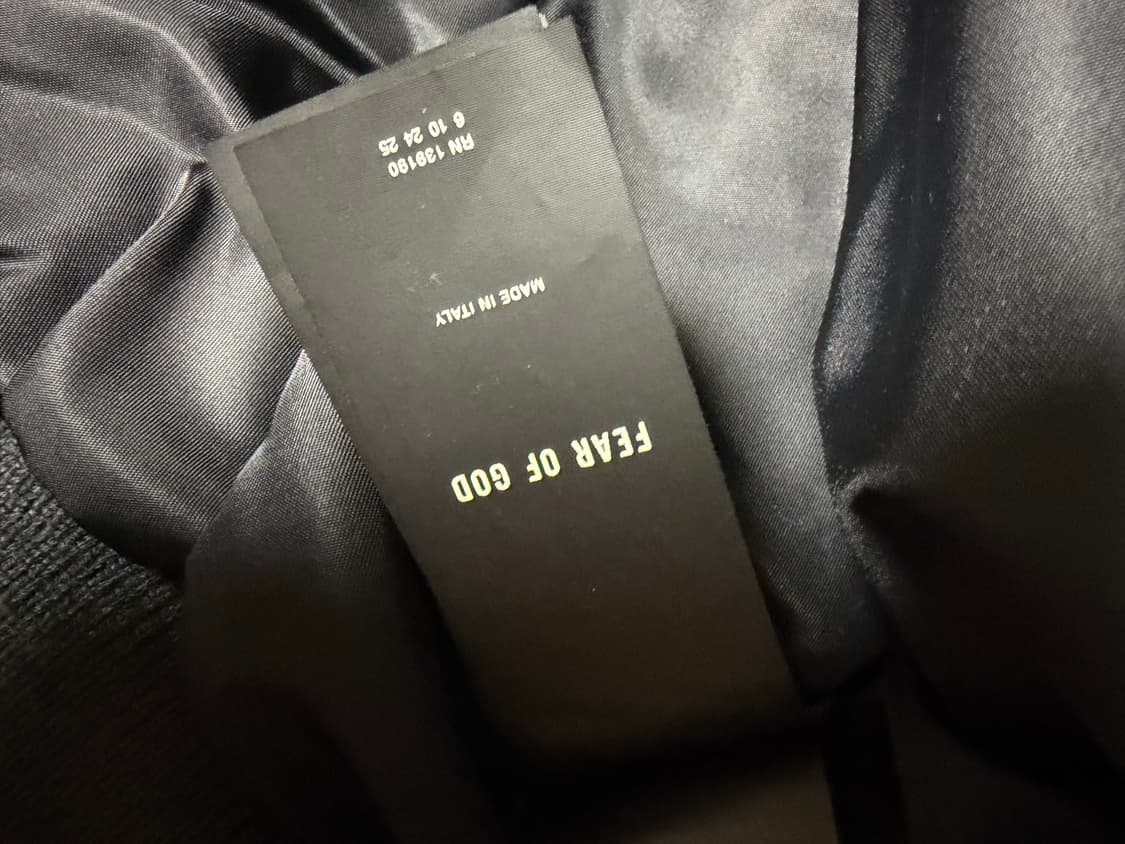 FEAR OF GOD
MADE IN ITALY
RN 139190
6 10 24 25